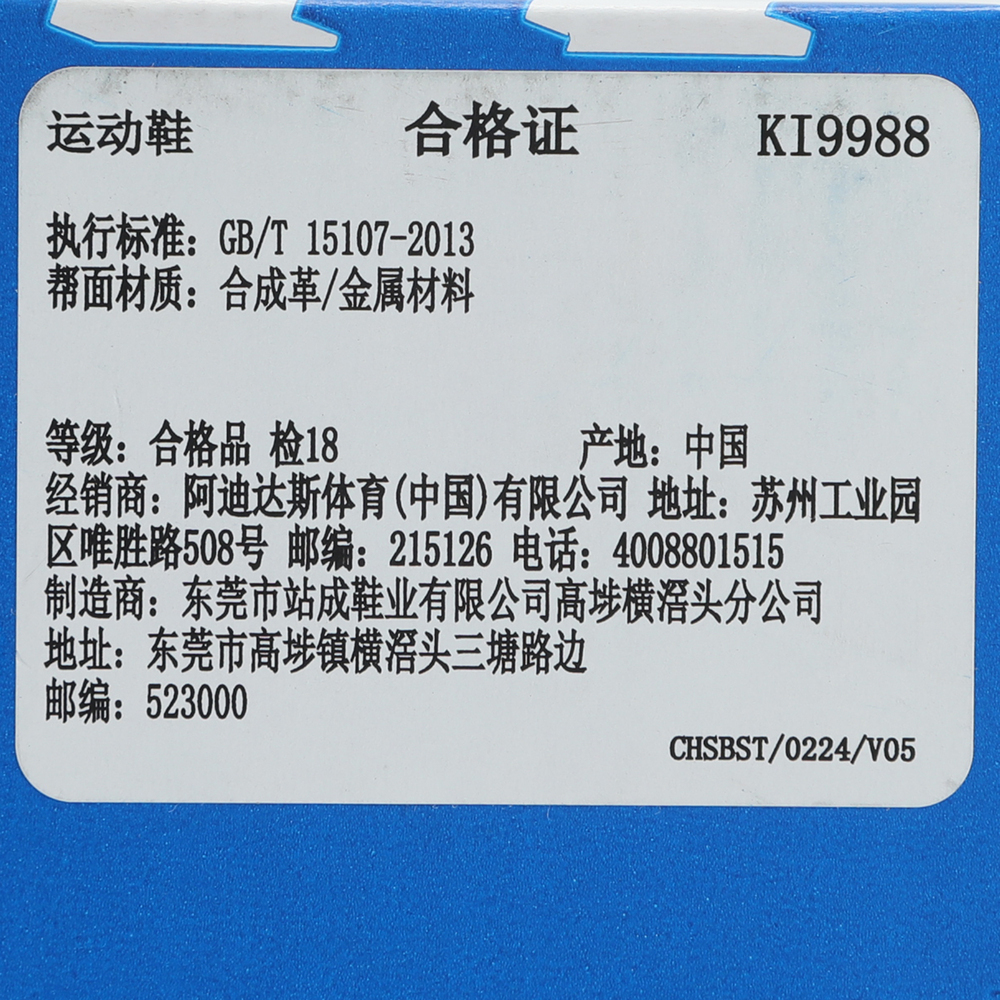 运动鞋 合格证 KI9988
执行标准：GB/T 15107-2013
帮面材质：合成革/金属材料
等级：合格品 检18 产地：中国
经销商：阿迪达斯体育(中国)有限公司 地址：苏州工业园
区唯胜路508号 邮编：215126 电话：4008801515
制造商：东莞市站成鞋业有限公司高埗横滘头分公司
地址：东莞市高埗镇横滘头三塘路边
邮编：523000
CHSBST/0224/V05